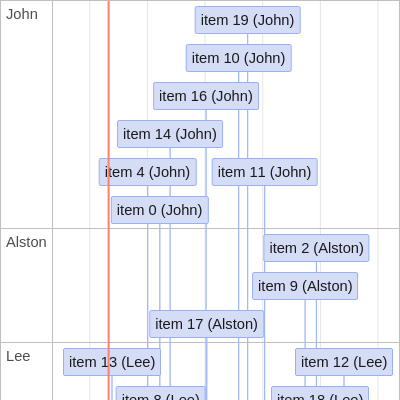 John
item 19 (John)
item 10 (John)
item 16 (John)
item 14 (John)
item 4 (John)
item 11 (John)
item 0 (John)
Alston
item 2 (Alston)
item 9 (Alston)
item 17 (Alston)
Lee
item 13 (Lee)
item 12 (Lee)
item 8 (Lee)
item 18 (Lee)